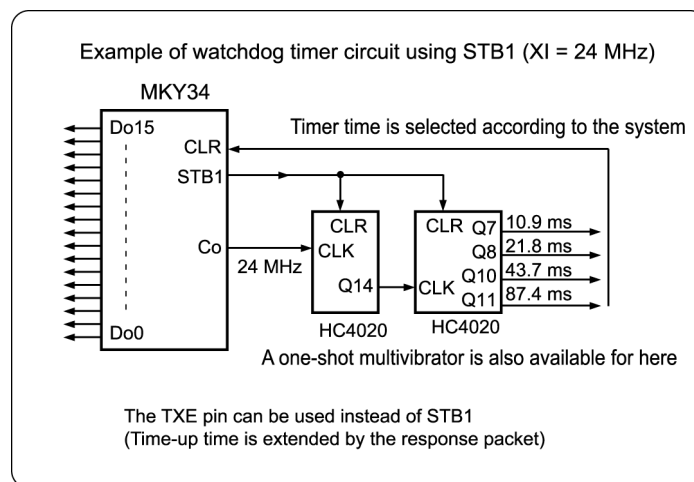 Example of watchdog timer circuit using STB1 (XI = 24 MHz)
MKY34
Do15
Timer time is selected according to the system
CLR
STB1
CLR
CLR
Q7
10.9 ms
Co
CLK
Q8
21.8 ms
24 MHz
Q10
43.7 ms
Q14
CLK
Q11
87.4 ms
Do0
HC4020
HC4020
A one-shot multivibrator is also available for here
The TXE pin can be used instead of STB1
(Time-up time is extended by the response packet)